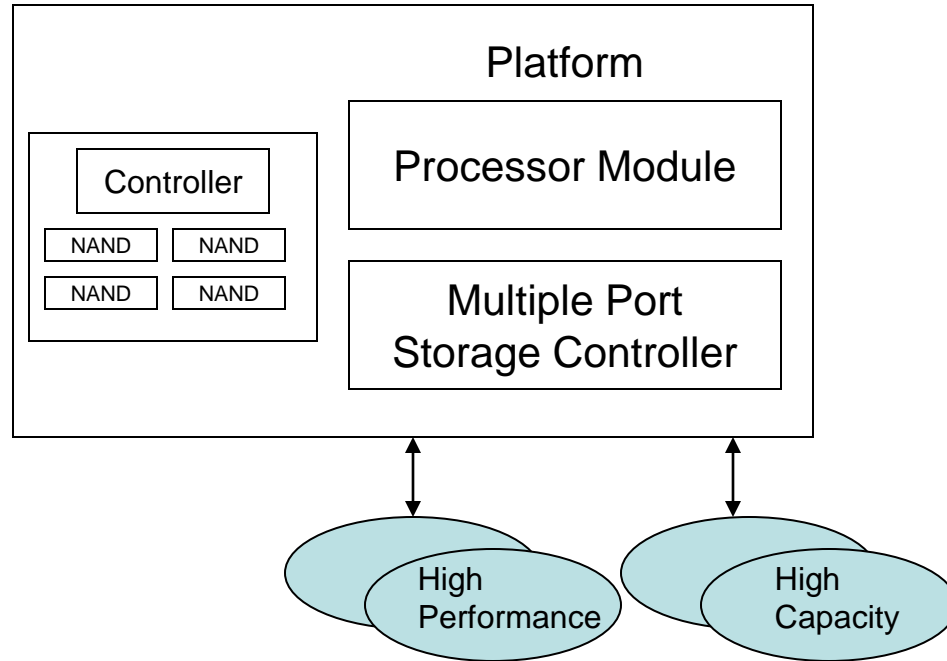 Platform
Processor Module
Controller
NAND
NAND
NAND
NAND
Multiple Port
Storage Controller
High
Performance
High
Capacity